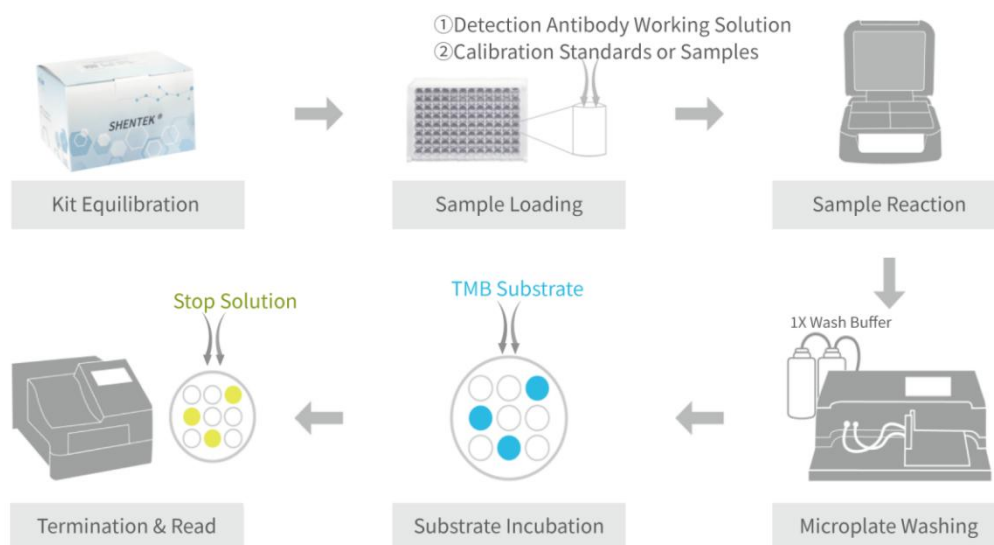 ①Detection Antibody Working Solution
②Calibration Standards or Samples
SHENTEK®
Kit Equilibration
Sample Loading
Sample Reaction
1X Wash Buffer
Microplate Washing
TMB Substrate
Substrate Incubation
Stop Solution
Termination & Read